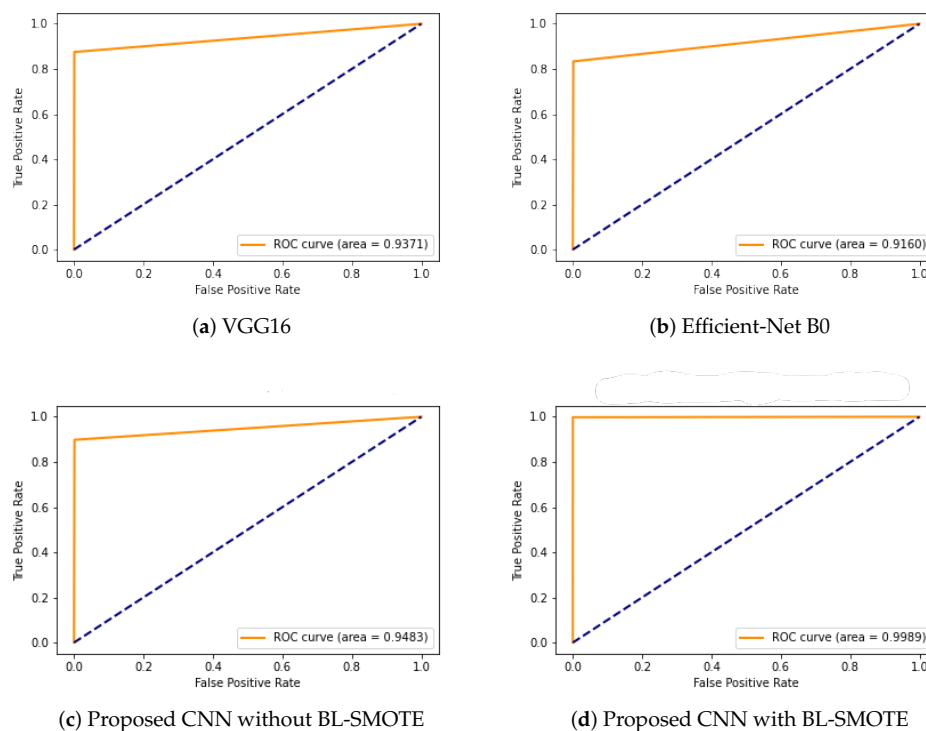 1.0
0.8
0.6
0.4
0.2
0.0
True Positive Rate
ROC curve (area = 0.9371)
0.0 0.2 0.4 0.6 0.8 1.0
False Positive Rate
(a) VGG16
1.0
0.8
0.6
0.4
0.2
0.0
True Positive Rate
ROC curve (area = 0.9160)
0.0 0.2 0.4 0.6 0.8 1.0
False Positive Rate
(b) Efficient-Net B0
1.0
0.8
0.6
0.4
0.2
0.0
True Positive Rate
ROC curve (area = 0.9483)
0.0 0.2 0.4 0.6 0.8 1.0
False Positive Rate
(c) Proposed CNN without BL-SMOTE
1.0
0.8
0.6
0.4
0.2
0.0
True Positive Rate
ROC curve (area = 0.9989)
0.0 0.2 0.4 0.6 0.8 1.0
False Positive Rate
(d) Proposed CNN with BL-SMOTE